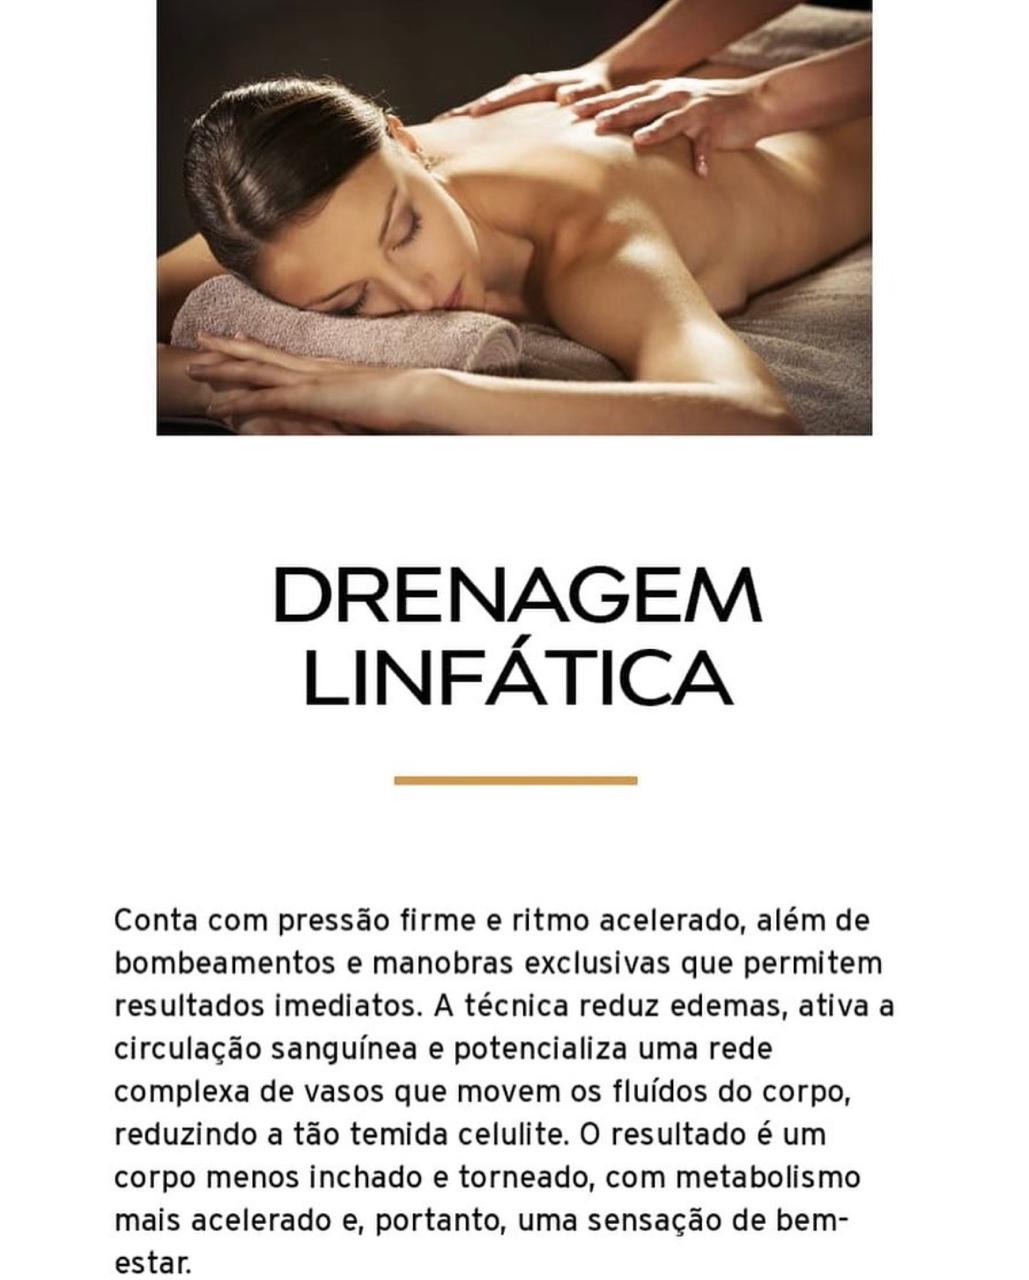 DRENAGEM
LINFÁTICA
Conta com pressão firme e ritmo acelerado, além de
bombeamentos e manobras exclusivas que permitem
resultados imediatos. A técnica reduz edemas, ativa a
circulação sanguínea e potencializa uma rede
complexa de vasos que movem os fluídos do corpo,
reduzindo a tão temida celulite. O resultado é um
corpo menos inchado e torneado, com metabolismo
mais acelerado e, portanto, uma sensação de bem-
estar.